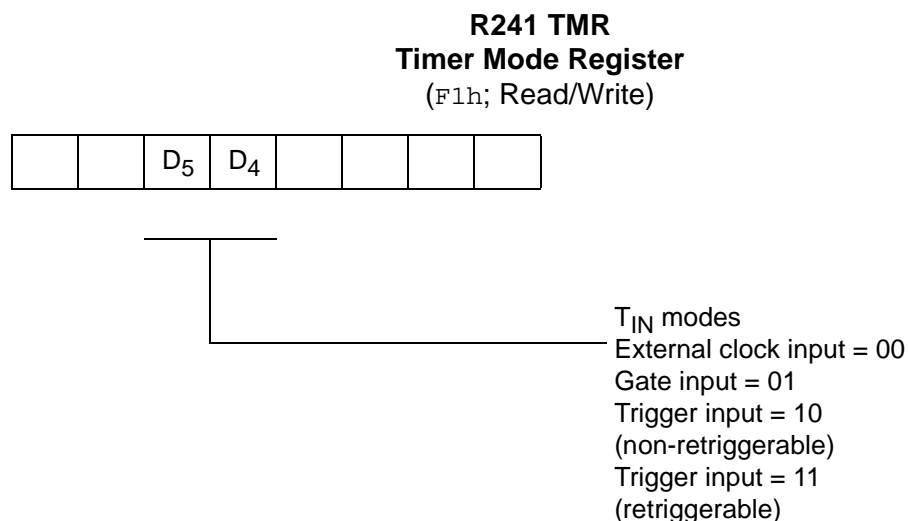 R241 TMR
Timer Mode Register
(F1h; Read/Write)
D5 D4
TIN modes
External clock input = 00
Gate input = 01
Trigger input = 10
(non-retriggerable)
Trigger input = 11
(retriggerable)